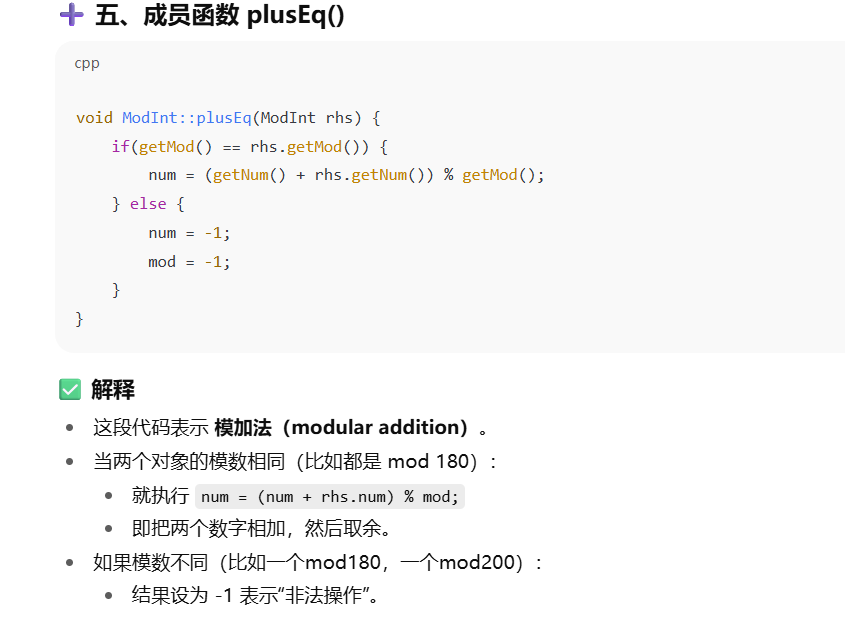 ➕ 五、成员函数 plusEq()
cpp
void ModInt::plusEq(ModInt rhs) {
    if(getMod() == rhs.getMod()) {
        num = (getNum() + rhs.getNum()) % getMod();
    } else {
        num = -1;
        mod = -1;
    }
}
✅ 解释
• 这段代码表示 模加法（modular addition）。
• 当两个对象的模数相同（比如都是 mod 180）：
• 就执行 num = (num + rhs.num) % mod;
• 即把两个数字相加，然后取余。
• 如果模数不同（比如一个mod180，一个mod200）：
• 结果设为 -1 表示“非法操作”。